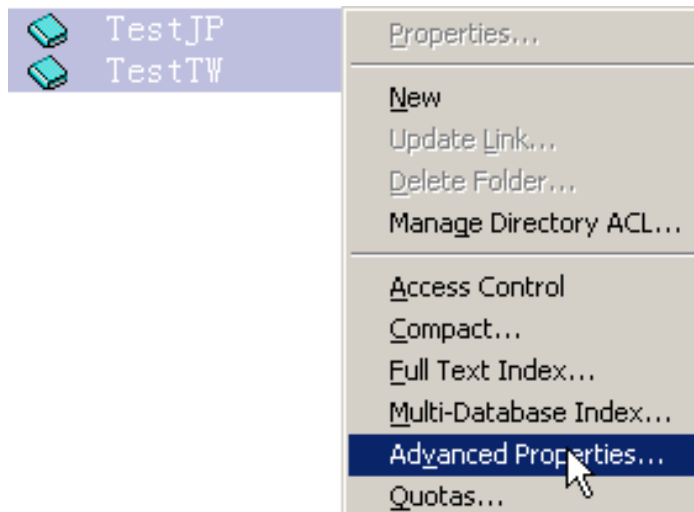 TestJP
TestTW
Properties...
New
Update Link...
Delete Folder...
Manage Directory ACL...
Access Control
Compact...
Full Text Index...
Multi-Database Index...
Advanced Properties...
Quotas...